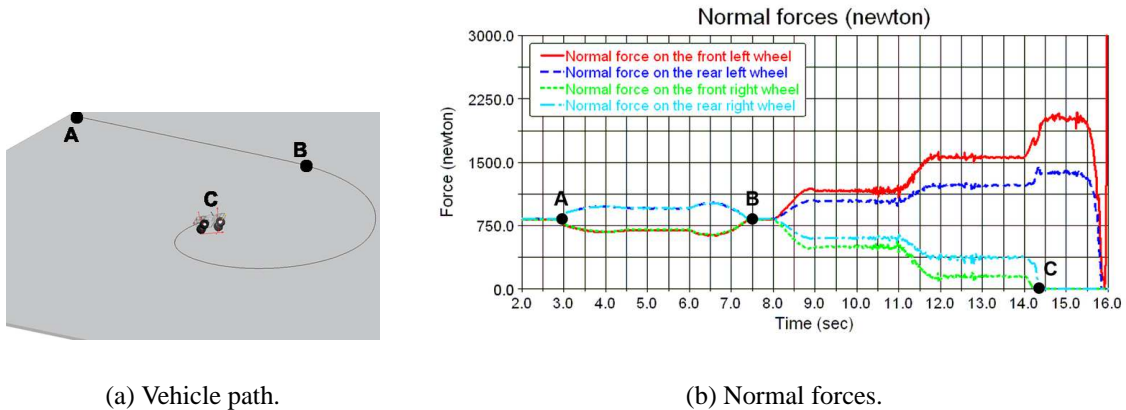 A
B
C
Normal forces (newton)
Force (newton)
3000.0
2250.0
1500.0
750.0
0.0
Normal force on the front left wheel
Normal force on the rear left wheel
Normal force on the front right wheel
Normal force on the rear right wheel
A
B
C
2.0 3.0 4.0 5.0 6.0 7.0 8.0 9.0 10.0 11.0 12.0 13.0 14.0 15.0 16.0
Time (sec)
(a) Vehicle path.
(b) Normal forces.